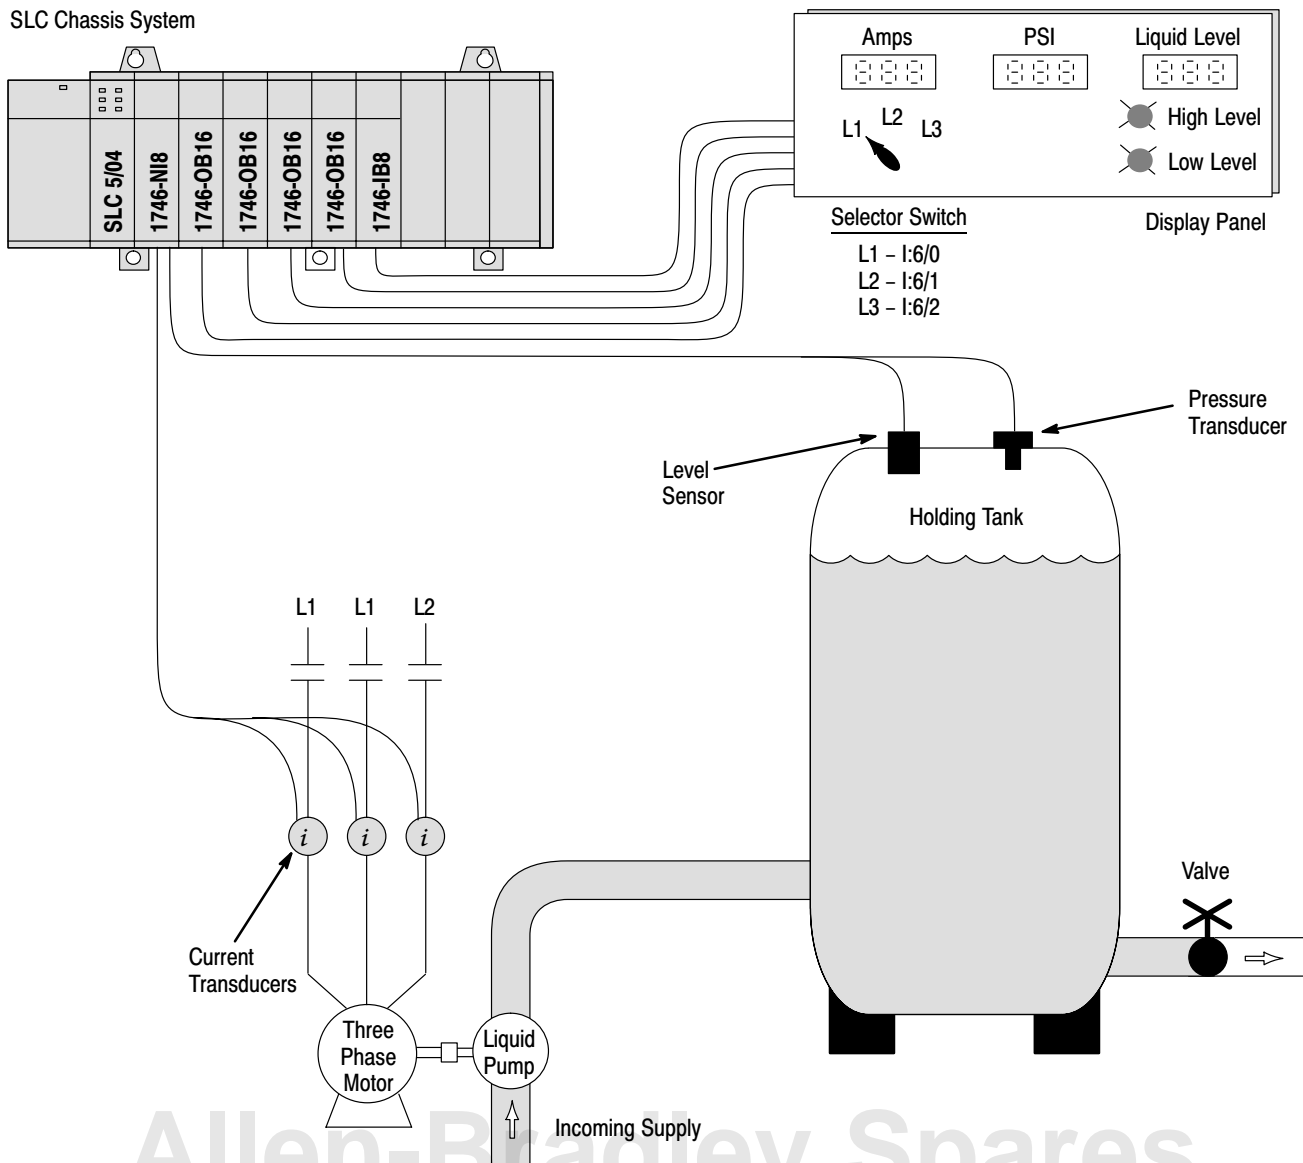 SLC Chassis System
SLC 5/04
1746-NI8
1746-OB16
1746-OB16
1746-OB16
1746-OB16
1746-IB8
Amps
PSI
Liquid Level
L1
L2
L3
High Level
Low Level
Selector Switch
L1 – I:6/0
L2 – I:6/1
L3 – I:6/2
Display Panel
Pressure
Transducer
Level
Sensor
Holding Tank
L1
L1
L2
i
i
i
Current
Transducers
Valve
Three
Phase
Motor
Liquid
Pump
Incoming Supply
Allen-Bradley Spares